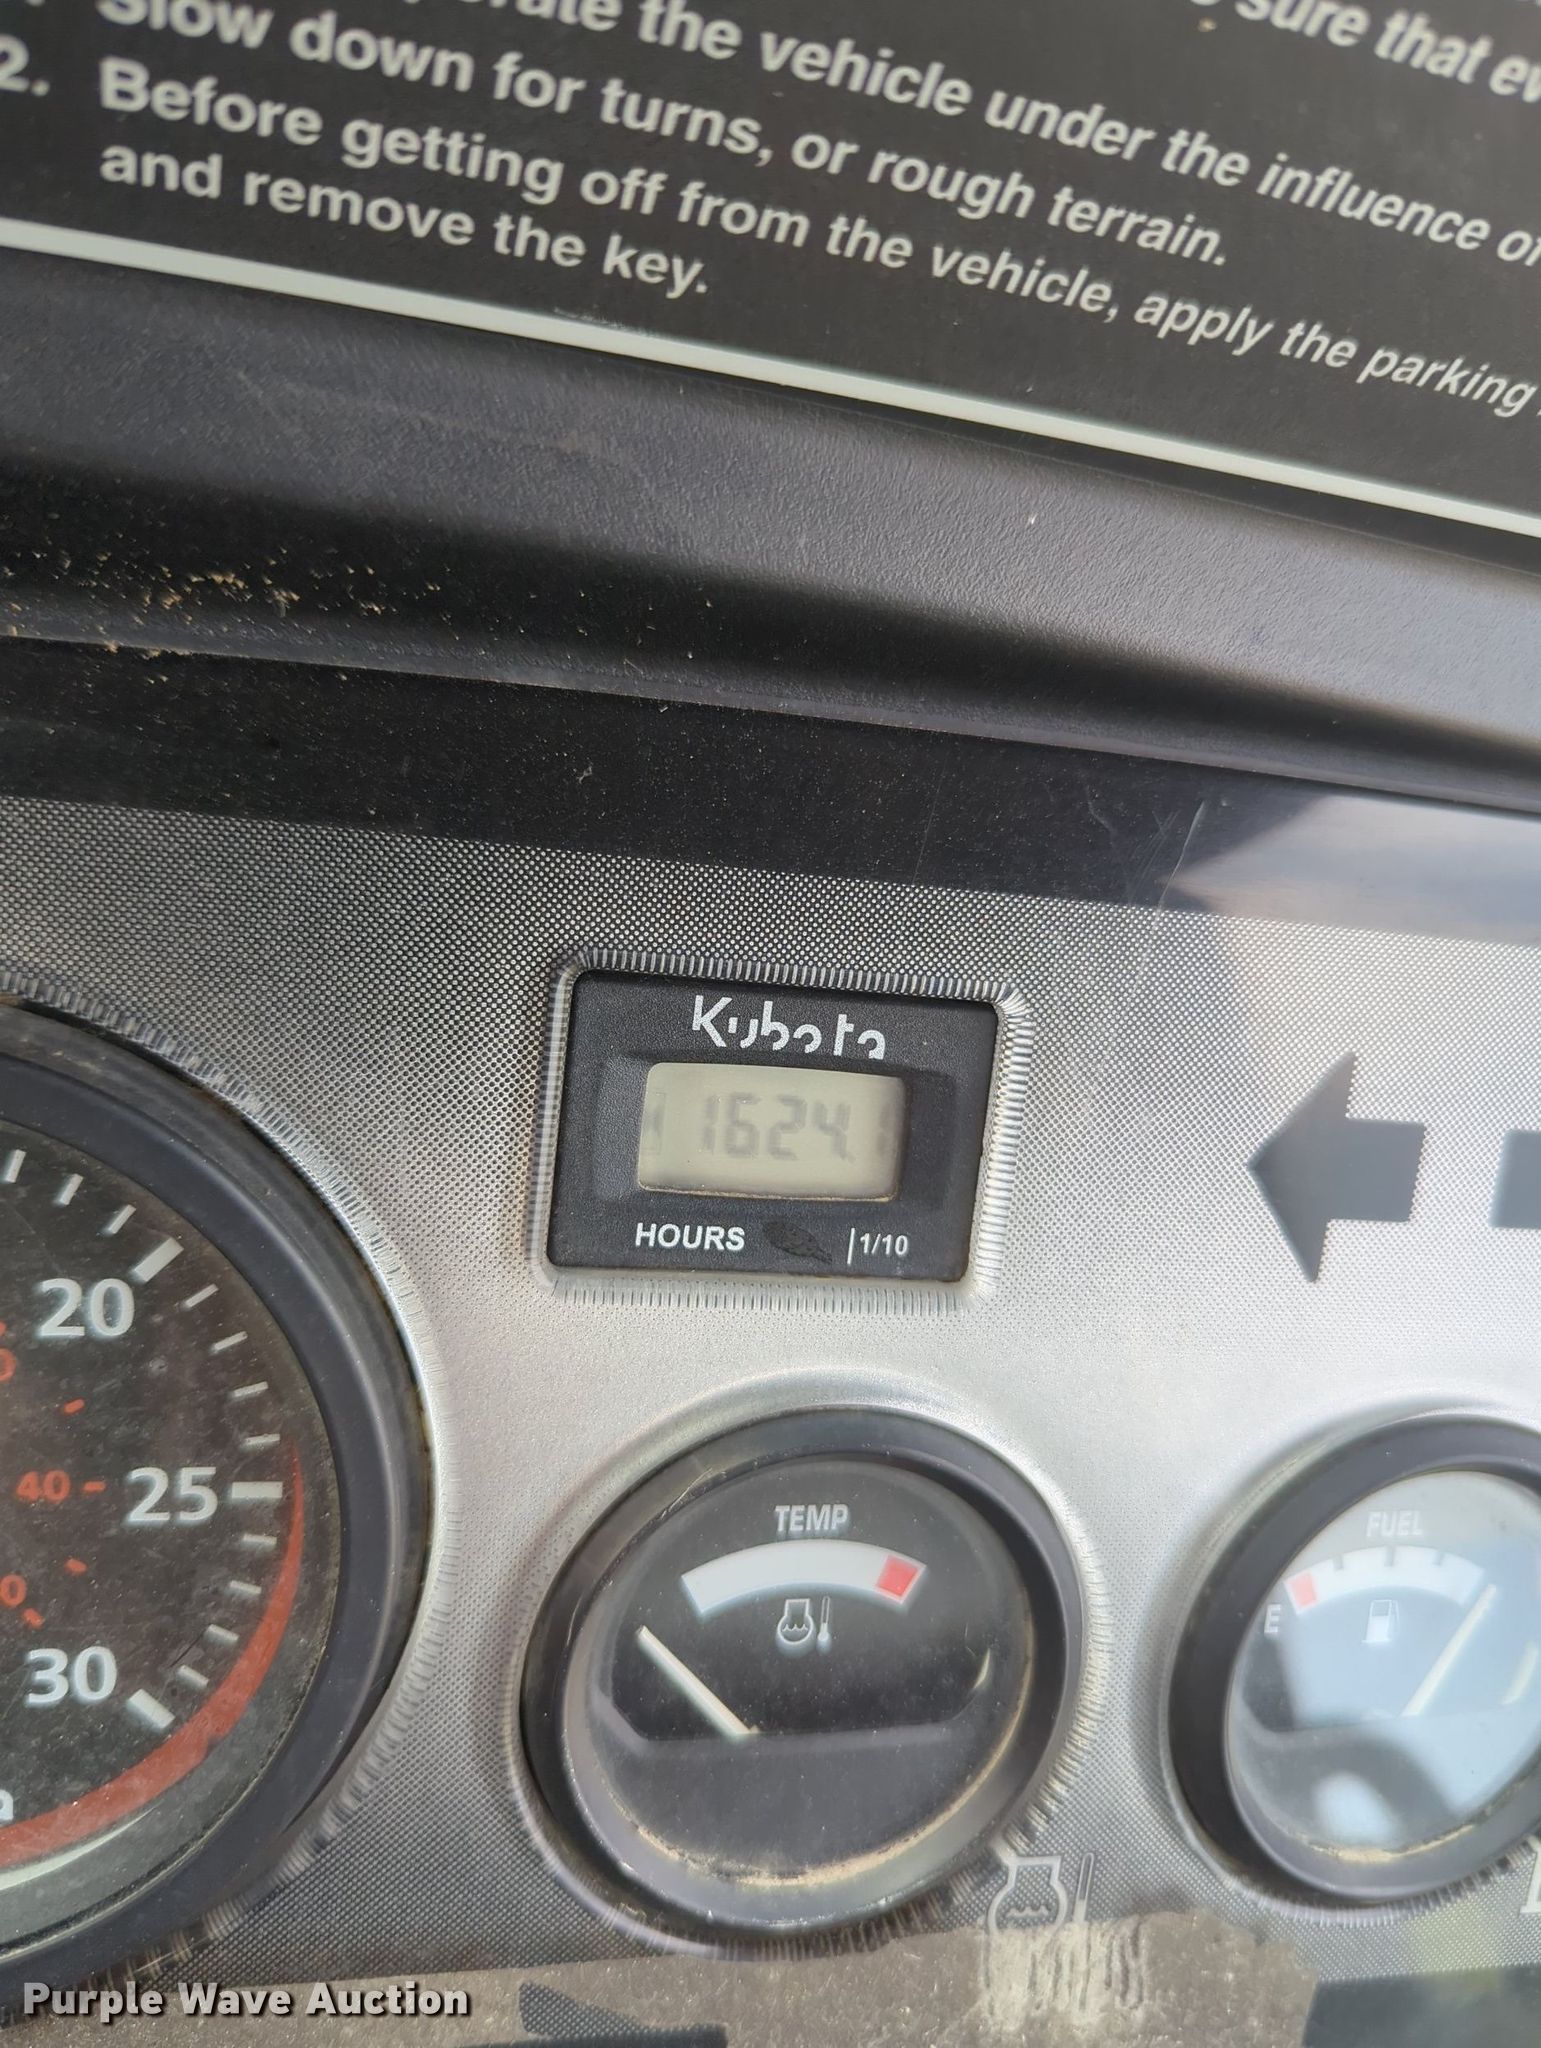 sure that
the vehicle under the influence of
Slow down for turns, or rough terrain.
2. Before getting off from the vehicle, apply the parking
and remove the key.
Kubota
1624.
HOURS 1/10
20
25
40
30
TEMP
FUEL
E
Purple Wave Auction